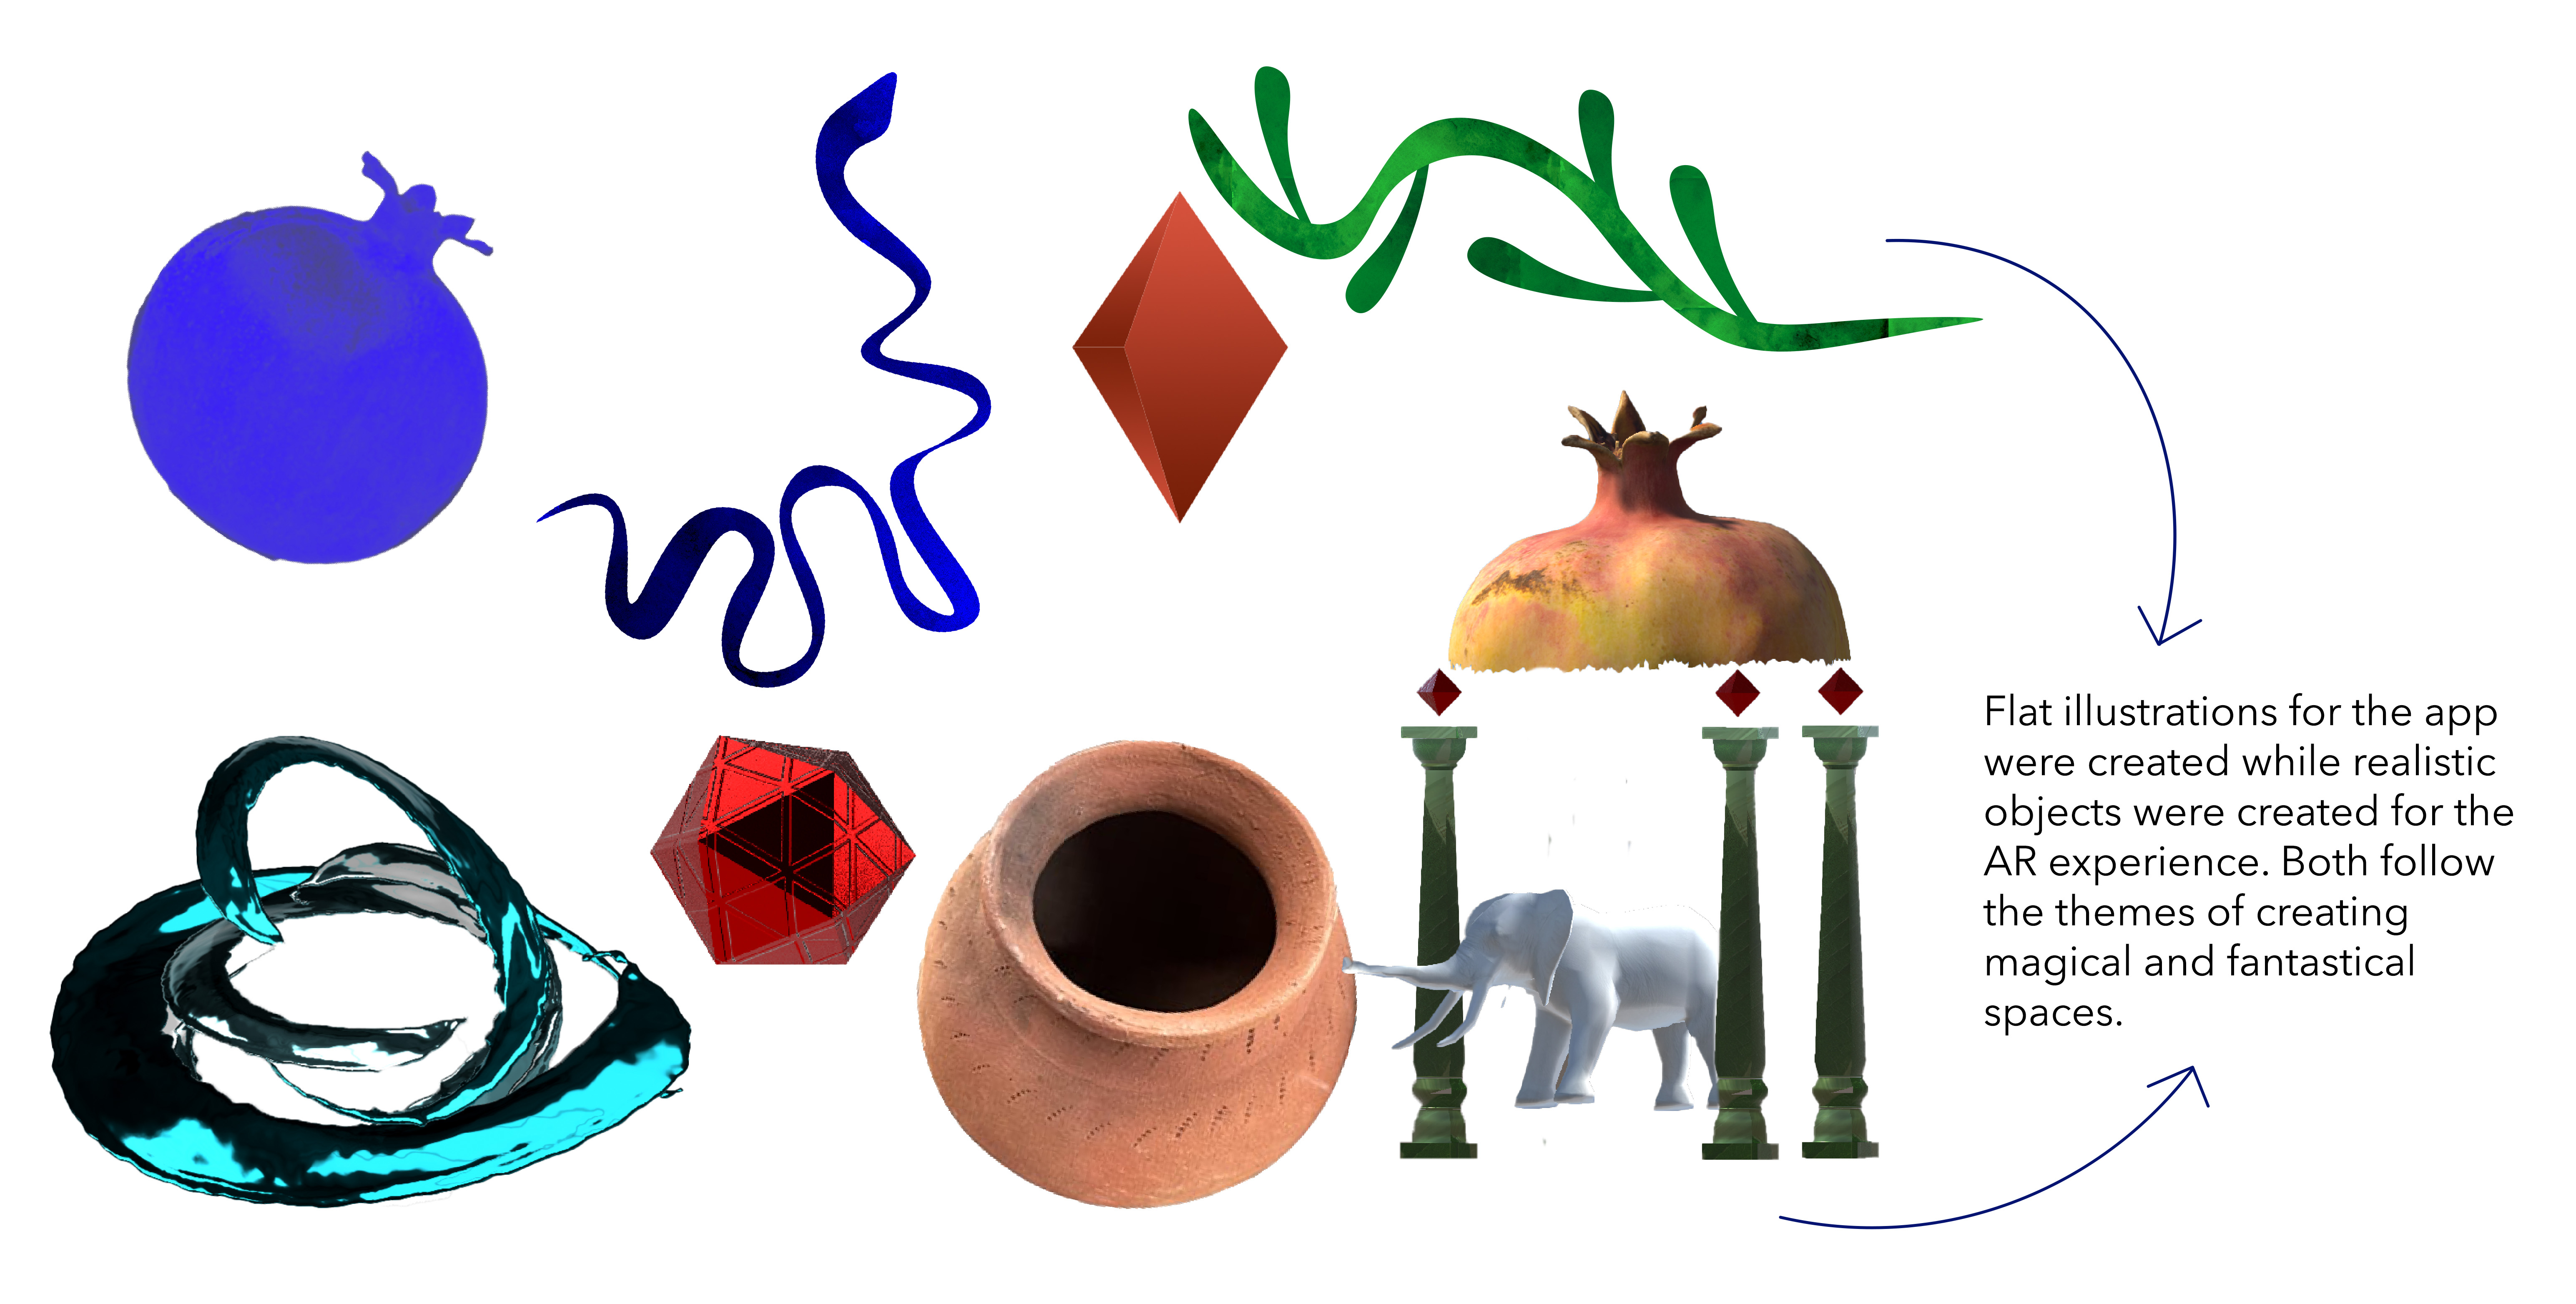 Flat illustrations for the app
were created while realistic
objects were created for the
AR experience. Both follow
the themes of creating
magical and fantastical
spaces.